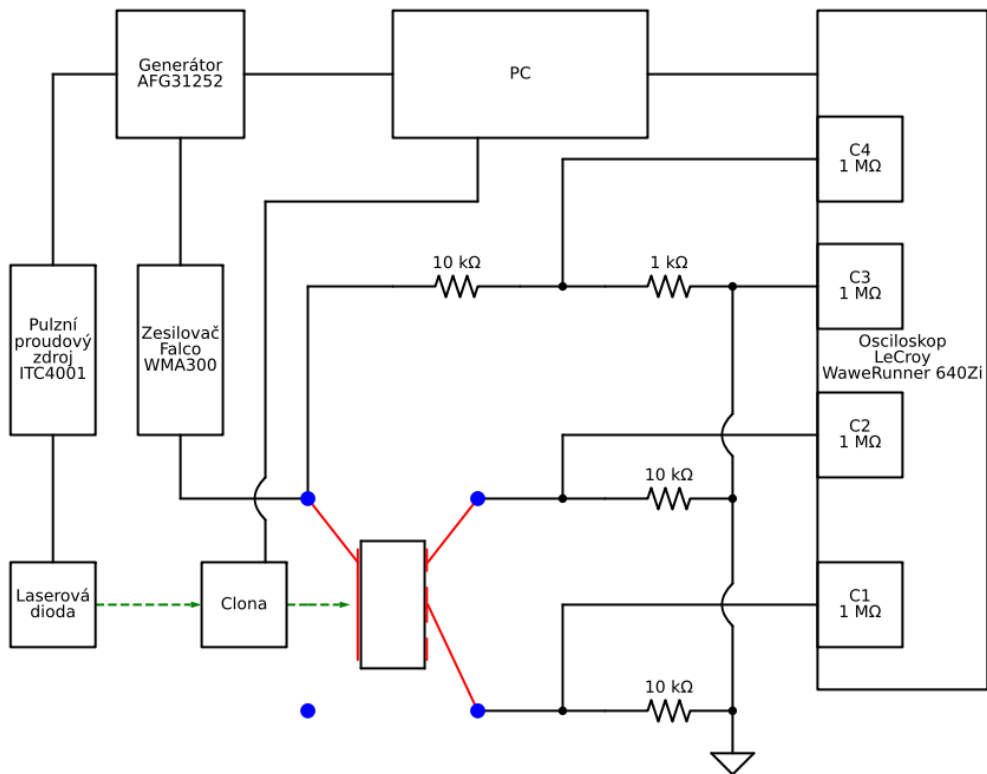 Generátor
AFG31252
PC
C4
1 MΩ
10 kΩ
1 kΩ
C3
1 MΩ
Pulzní
proudový
zdroj
ITC4001
Zesilovač
Falco
WMA300
Osciloskop
LeCroy
WaweRunner 640Zi
C2
1 MΩ
10 kΩ
Laserová
dioda
Clona
C1
1 MΩ
10 kΩ